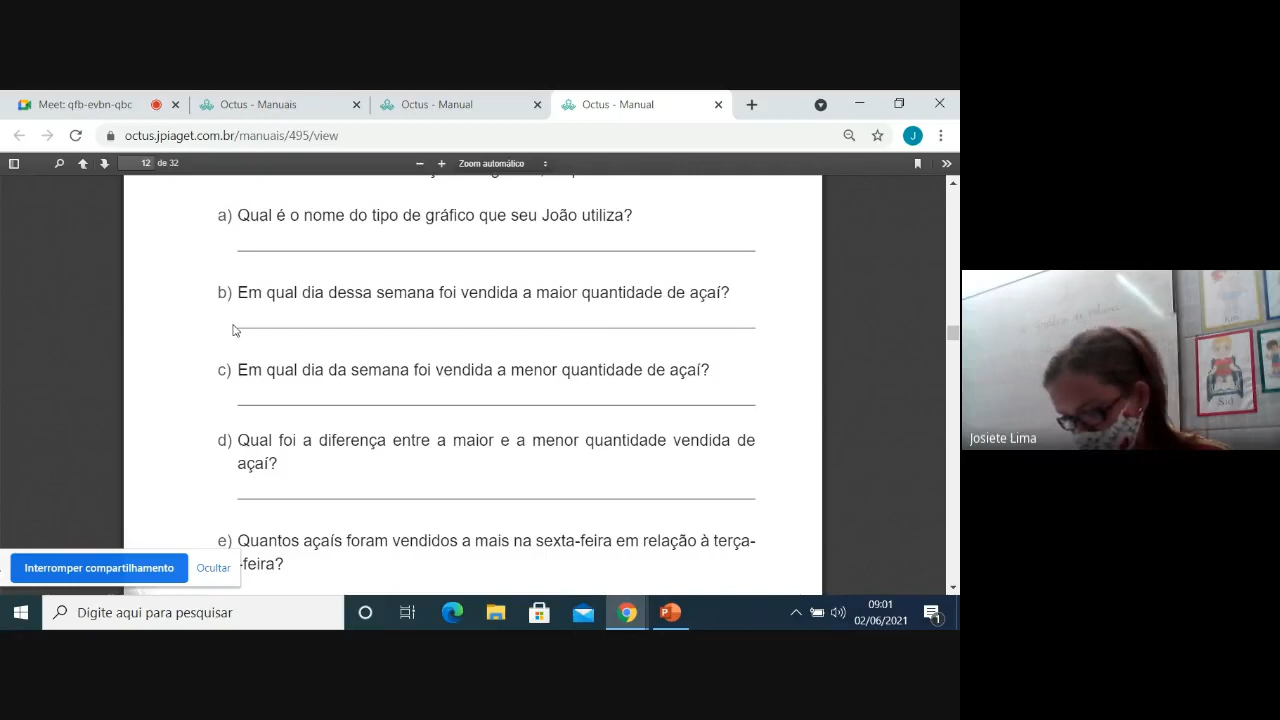 Meet: qfb-evbn-qbc
Octus - Manuais
Octus - Manual
Octus - Manual
octus.jpiaget.com.br/manuais/495/view
J
12 de 32
Zoom automático
a) Qual é o nome do tipo de gráfico que seu João utiliza?
b) Em qual dia dessa semana foi vendida a maior quantidade de açaí?
c) Em qual dia da semana foi vendida a menor quantidade de açaí?
d) Qual foi a diferença entre a maior e a menor quantidade vendida de
açaí?
e) Quantos açaís foram vendidos a mais na sexta-feira em relação à terça-
-feira?
Interromper compartilhamento
Ocultar
Digite aqui para pesquisar
09:01
02/06/2021
1
Josiete Lima
Sid